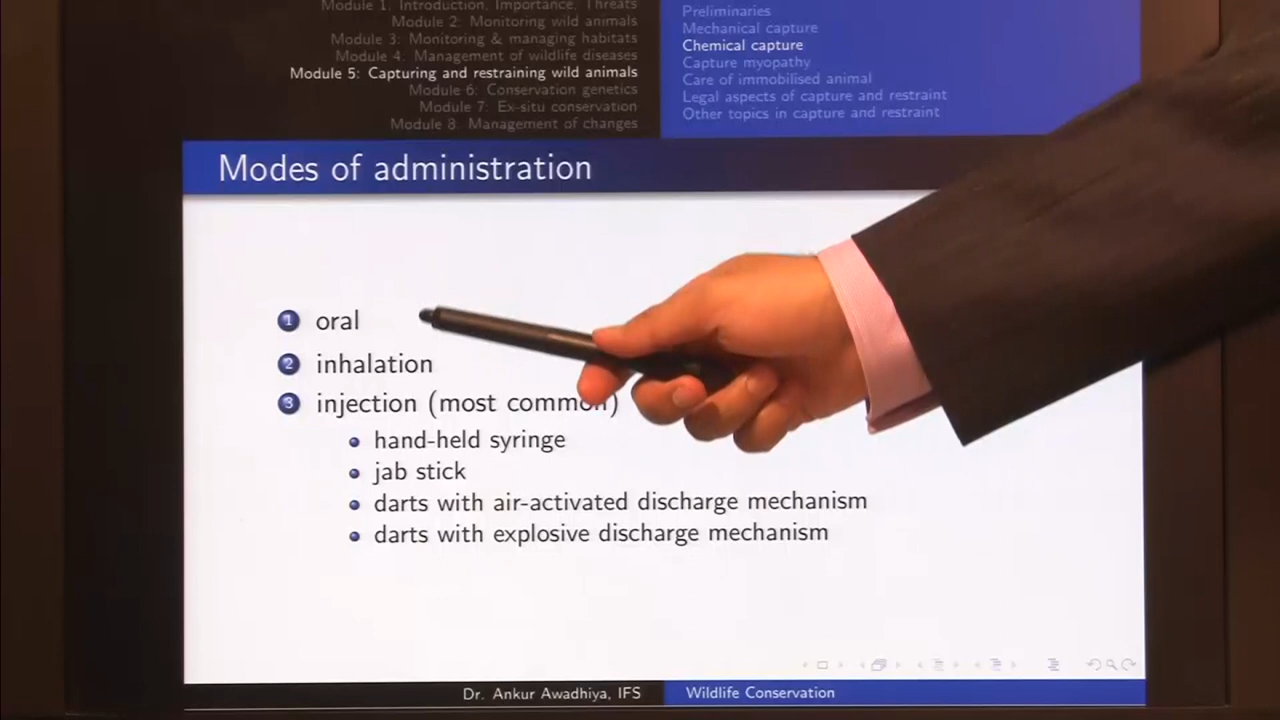 Module 1: Introduction, Importance, Threats
Module 2: Monitoring wild animals
Module 3: Monitoring & managing habitats
Module 4: Management of wildlife diseases
Module 5: Capturing and restraining wild animals
Module 6: Conservation genetics
Module 7: Ex-situ conservation
Module 8: Management of changes
Preliminaries
Mechanical capture
Chemical capture
Capture myopathy
Care of immobilised animal
Legal aspects of capture and restraint
Other topics in capture and restraint
Modes of administration
1 oral
2 inhalation
3 injection (most common)
hand-held syringe
jab stick
darts with air-activated discharge mechanism
darts with explosive discharge mechanism
Dr. Ankur Awadhiya, IFS
Wildlife Conservation